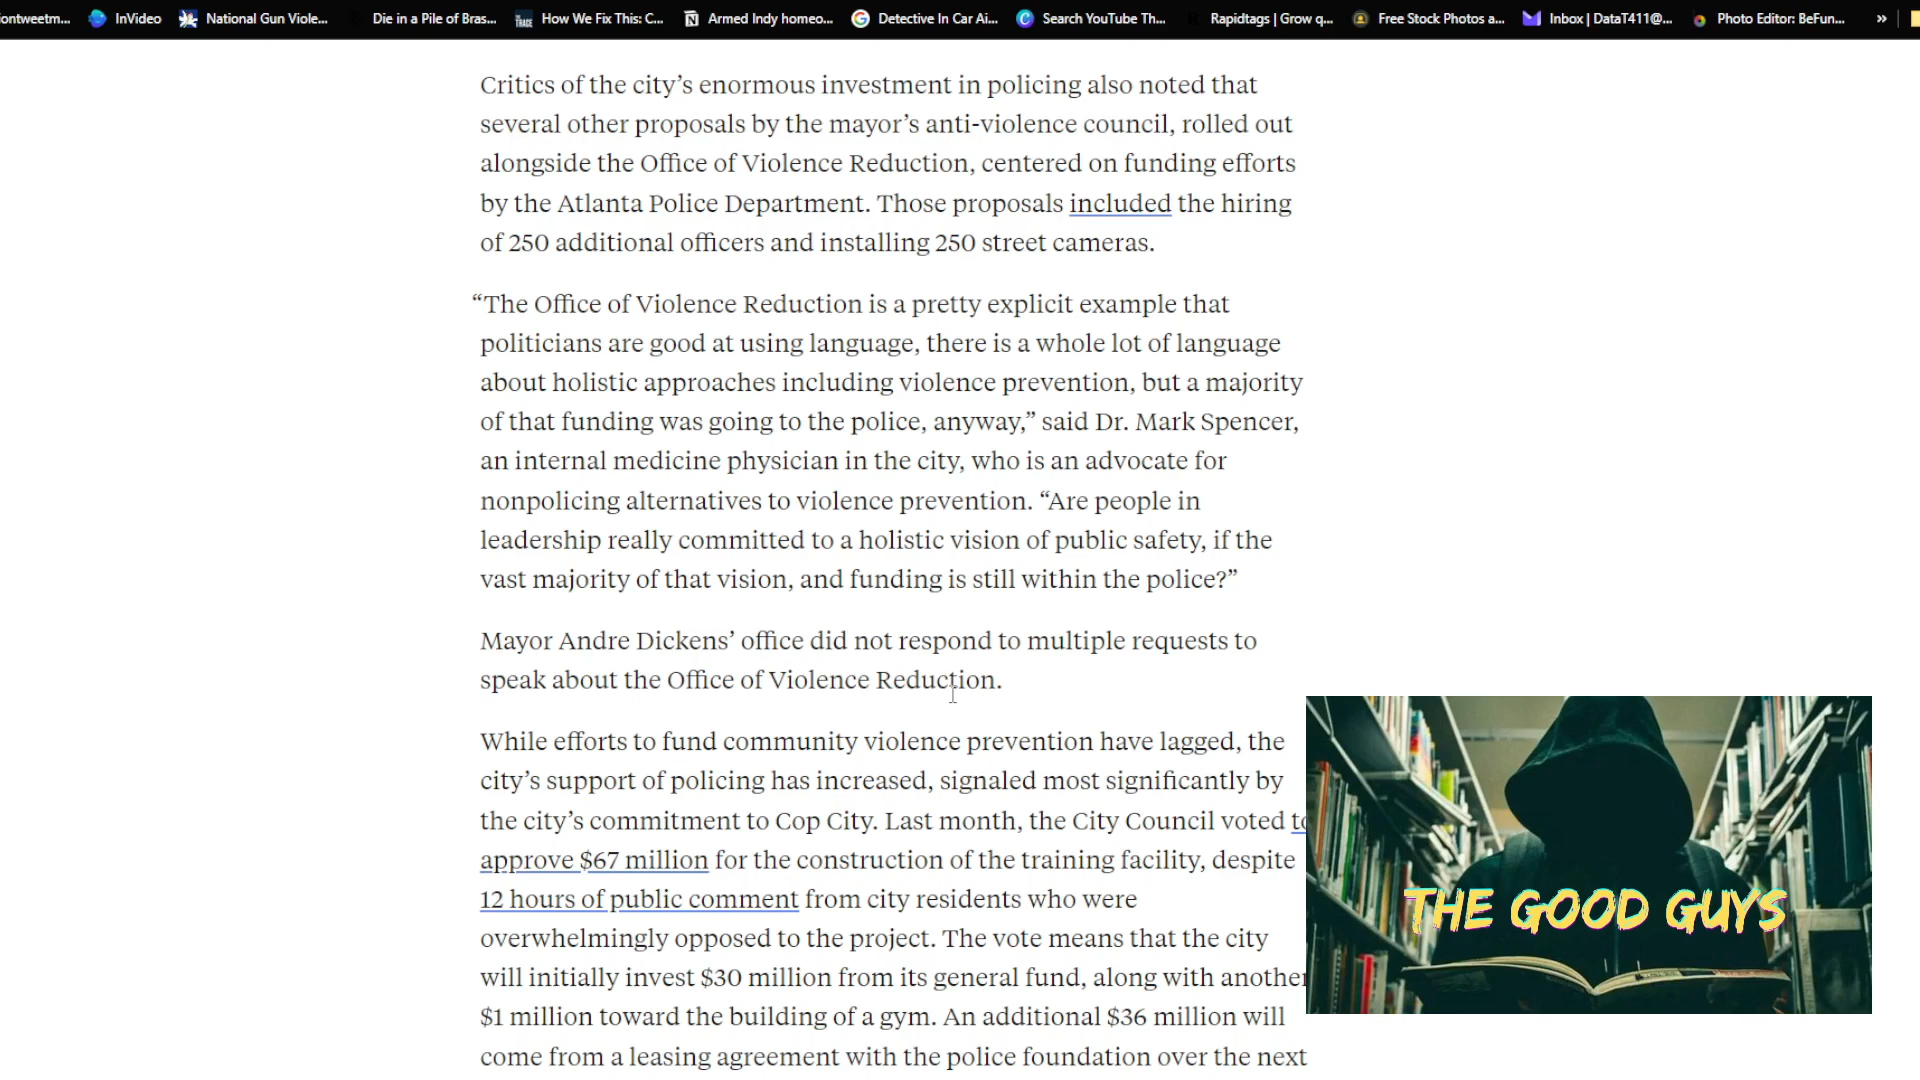 iontweetm...
InVideo
National Gun Viole...
Die in a Pile of Bras...
How We Fix This: C...
Armed Indy homeo...
Detective In Car Ai...
Search YouTube Th...
Rapidtags | Grow q...
Free Stock Photos a...
Inbox | DataT411@...
Photo Editor: BeFun...
»
Critics of the city’s enormous investment in policing also noted that
several other proposals by the mayor’s anti-violence council, rolled out
alongside the Office of Violence Reduction, centered on funding efforts
by the Atlanta Police Department. Those proposals included the hiring
of 250 additional officers and installing 250 street cameras.
“The Office of Violence Reduction is a pretty explicit example that
politicians are good at using language, there is a whole lot of language
about holistic approaches including violence prevention, but a majority
of that funding was going to the police, anyway,” said Dr. Mark Spencer,
an internal medicine physician in the city, who is an advocate for
nonpolicing alternatives to violence prevention. “Are people in
leadership really committed to a holistic vision of public safety, if the
vast majority of that vision, and funding is still within the police?”
Mayor Andre Dickens’ office did not respond to multiple requests to
speak about the Office of Violence Reduction.
While efforts to fund community violence prevention have lagged, the
city’s support of policing has increased, signaled most significantly by
the city’s commitment to Cop City. Last month, the City Council voted to
approve $67 million for the construction of the training facility, despite
12 hours of public comment from city residents who were
overwhelmingly opposed to the project. The vote means that the city
will initially invest $30 million from its general fund, along with another
$1 million toward the building of a gym. An additional $36 million will
come from a leasing agreement with the police foundation over the next
THE GOOD GUYS